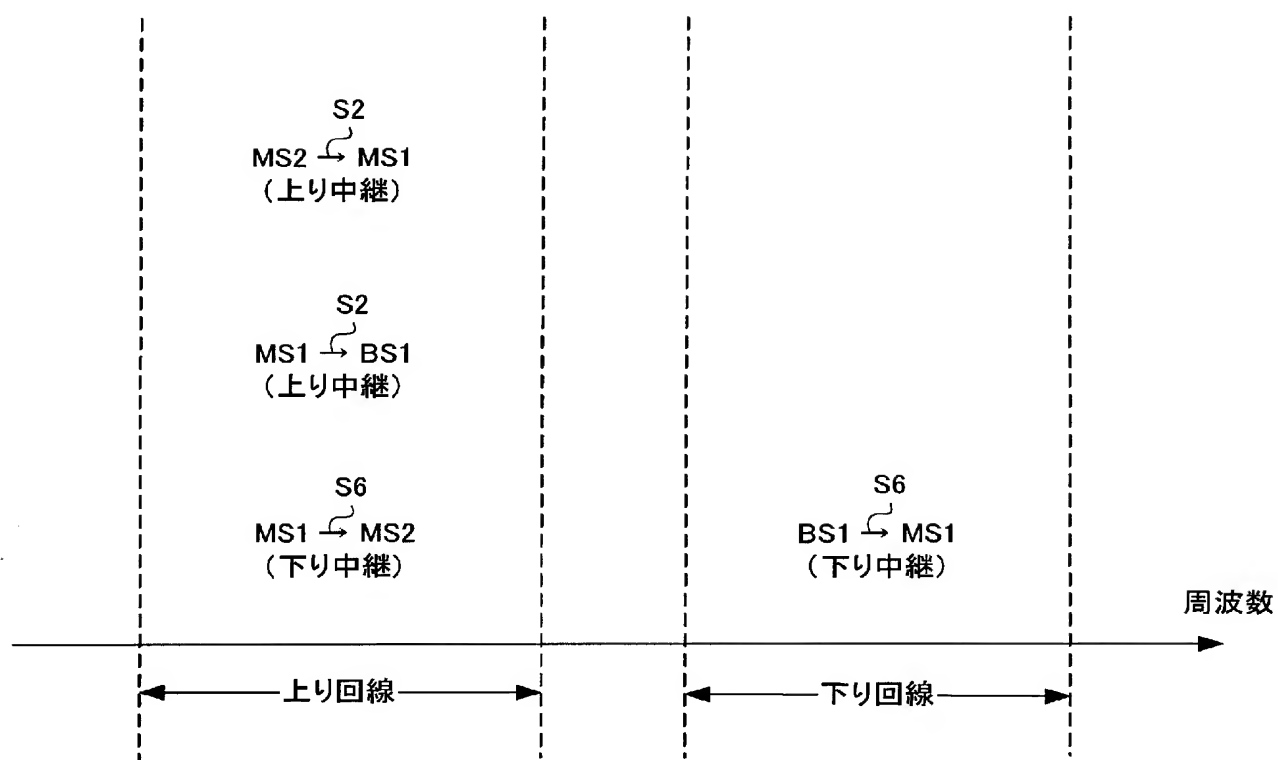 S2
MS2 → MS1
(上り中継)
S2
MS1 → BS1
(上り中継)
S6
MS1 → MS2
(下り中継)
S6
BS1 → MS1
(下り中継)
周波数
上り回線
下り回線